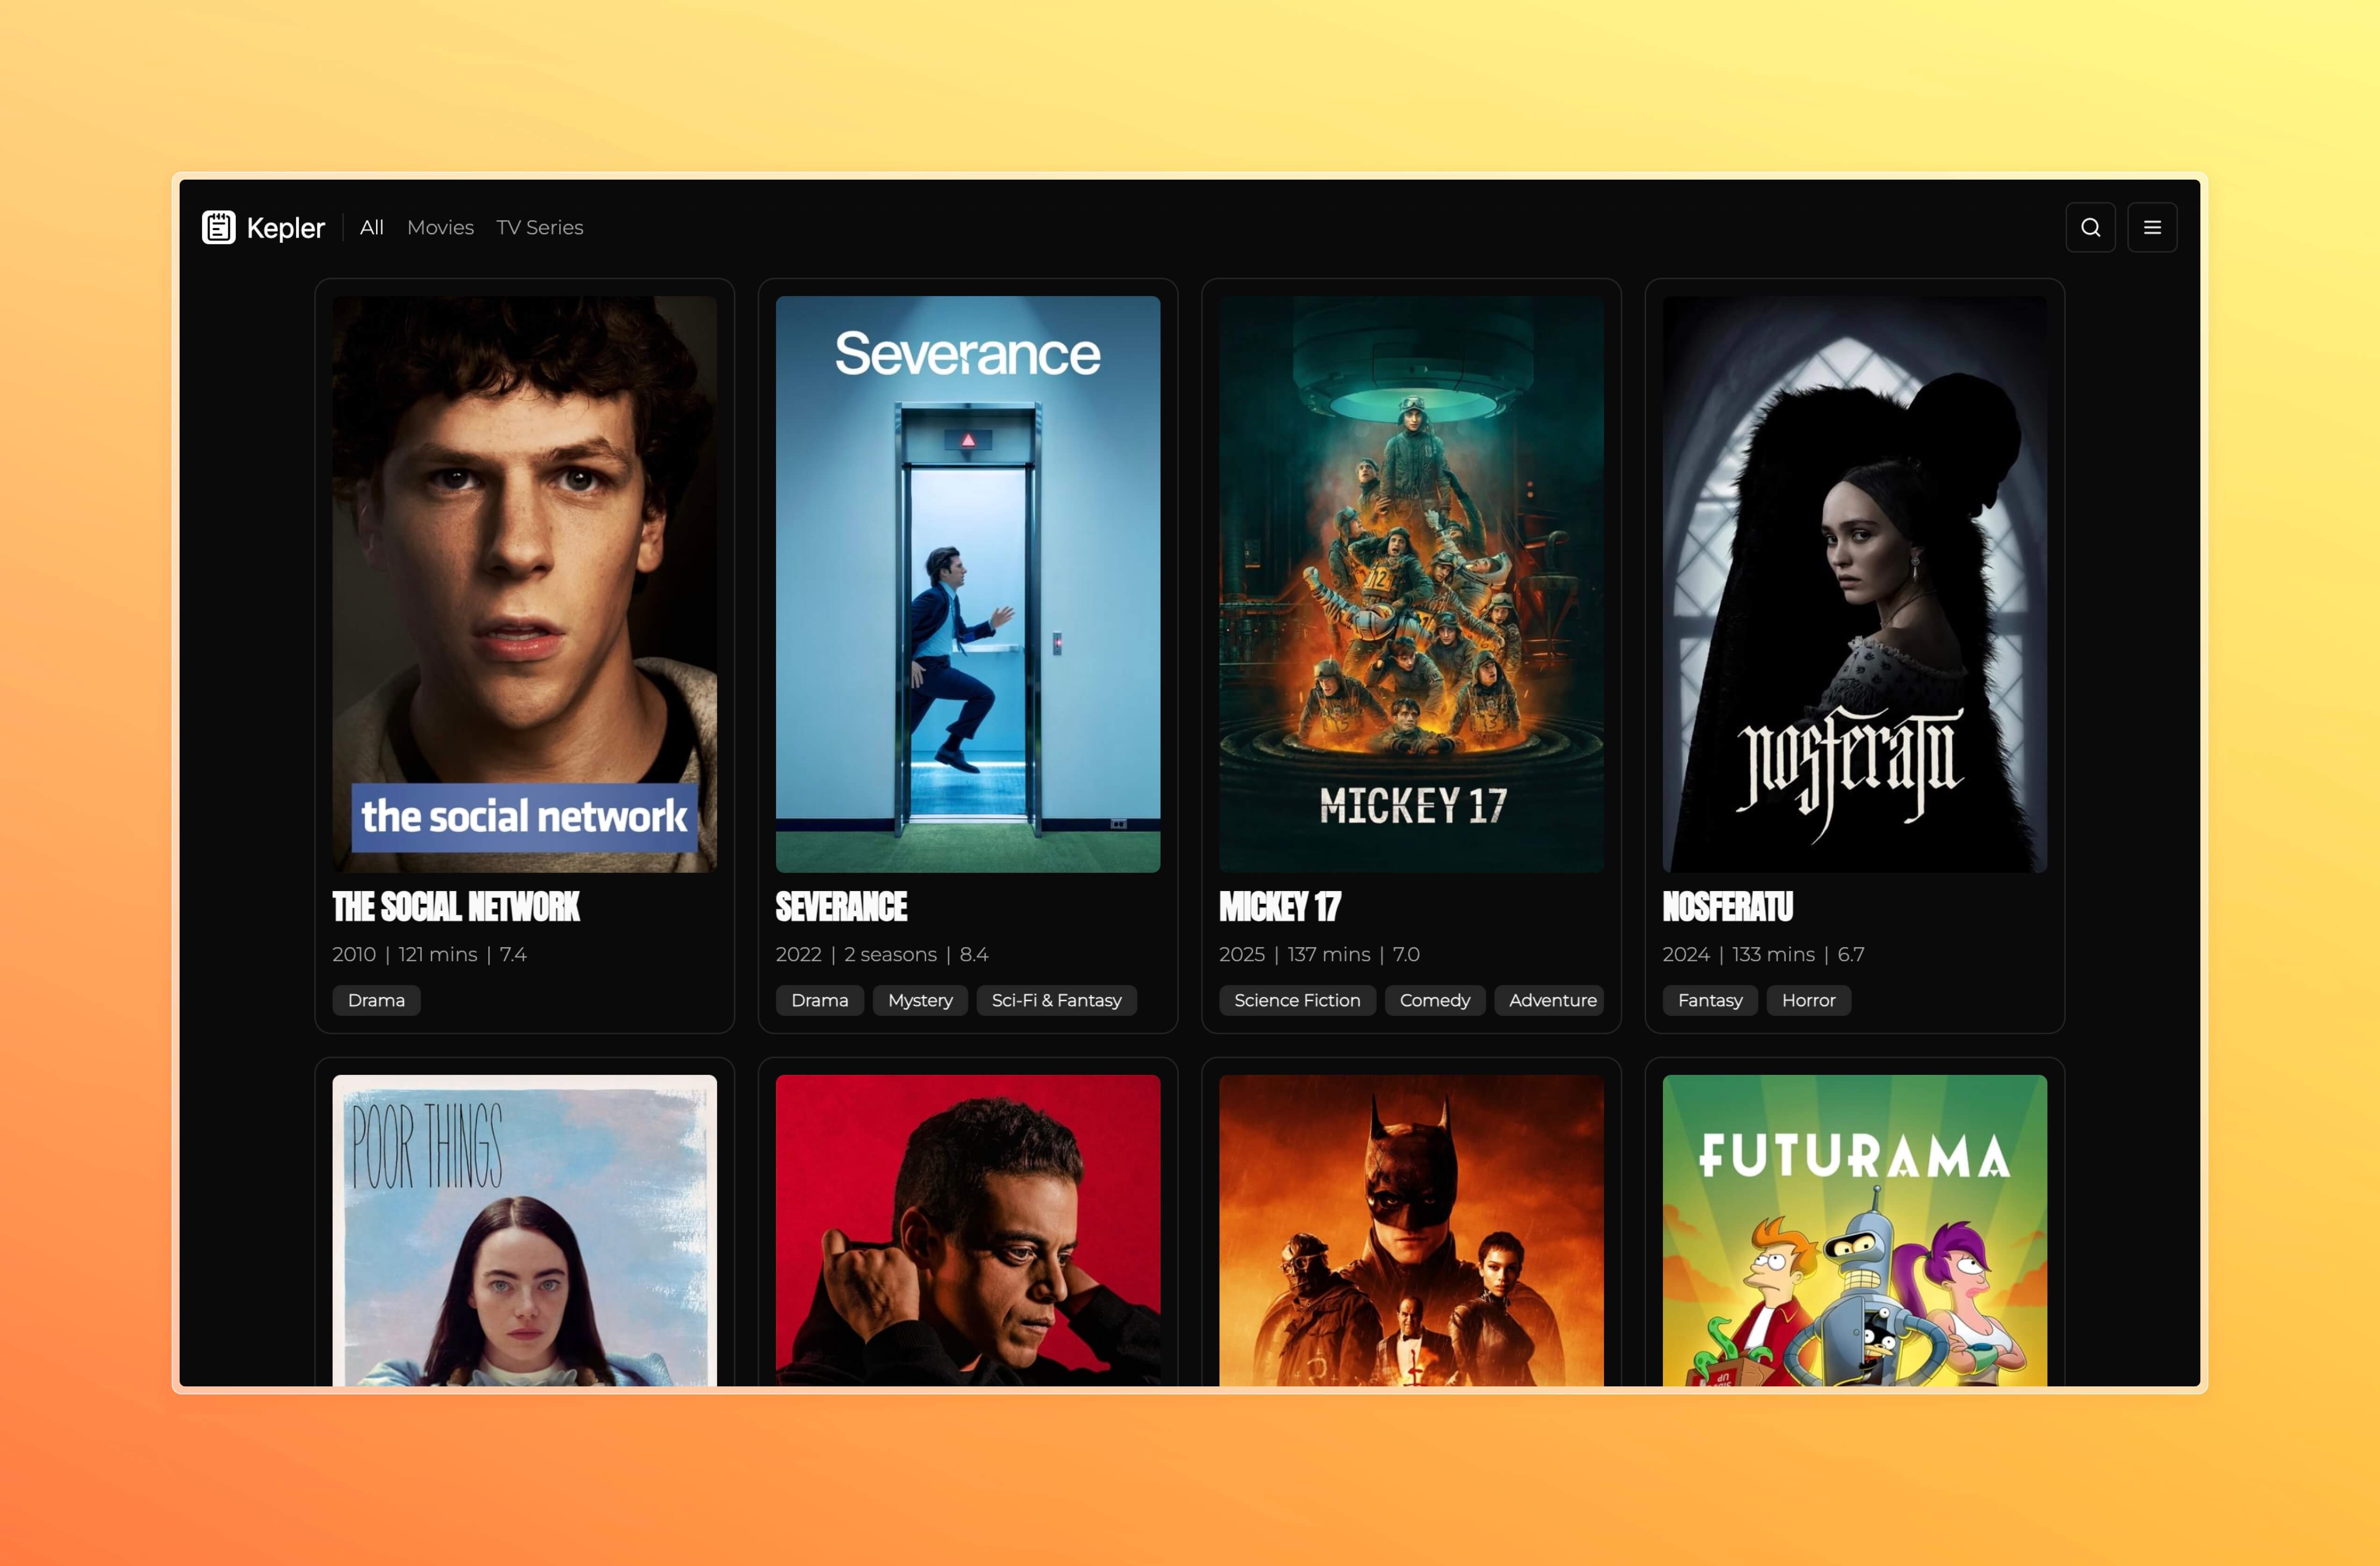 Kepler | All Movies TV Series
Severance
the social network
MICKEY 17
nosferatu
THE SOCIAL NETWORK
2010 | 121 mins | 7.4
Drama
SEVERANCE
2022 | 2 seasons | 8.4
Drama Mystery Sci-Fi & Fantasy
MICKEY 17
2025 | 137 mins | 7.0
Science Fiction Comedy Adventure
NOSFERATU
2024 | 133 mins | 6.7
Fantasy Horror
POOR THINGS
FUTURAMA